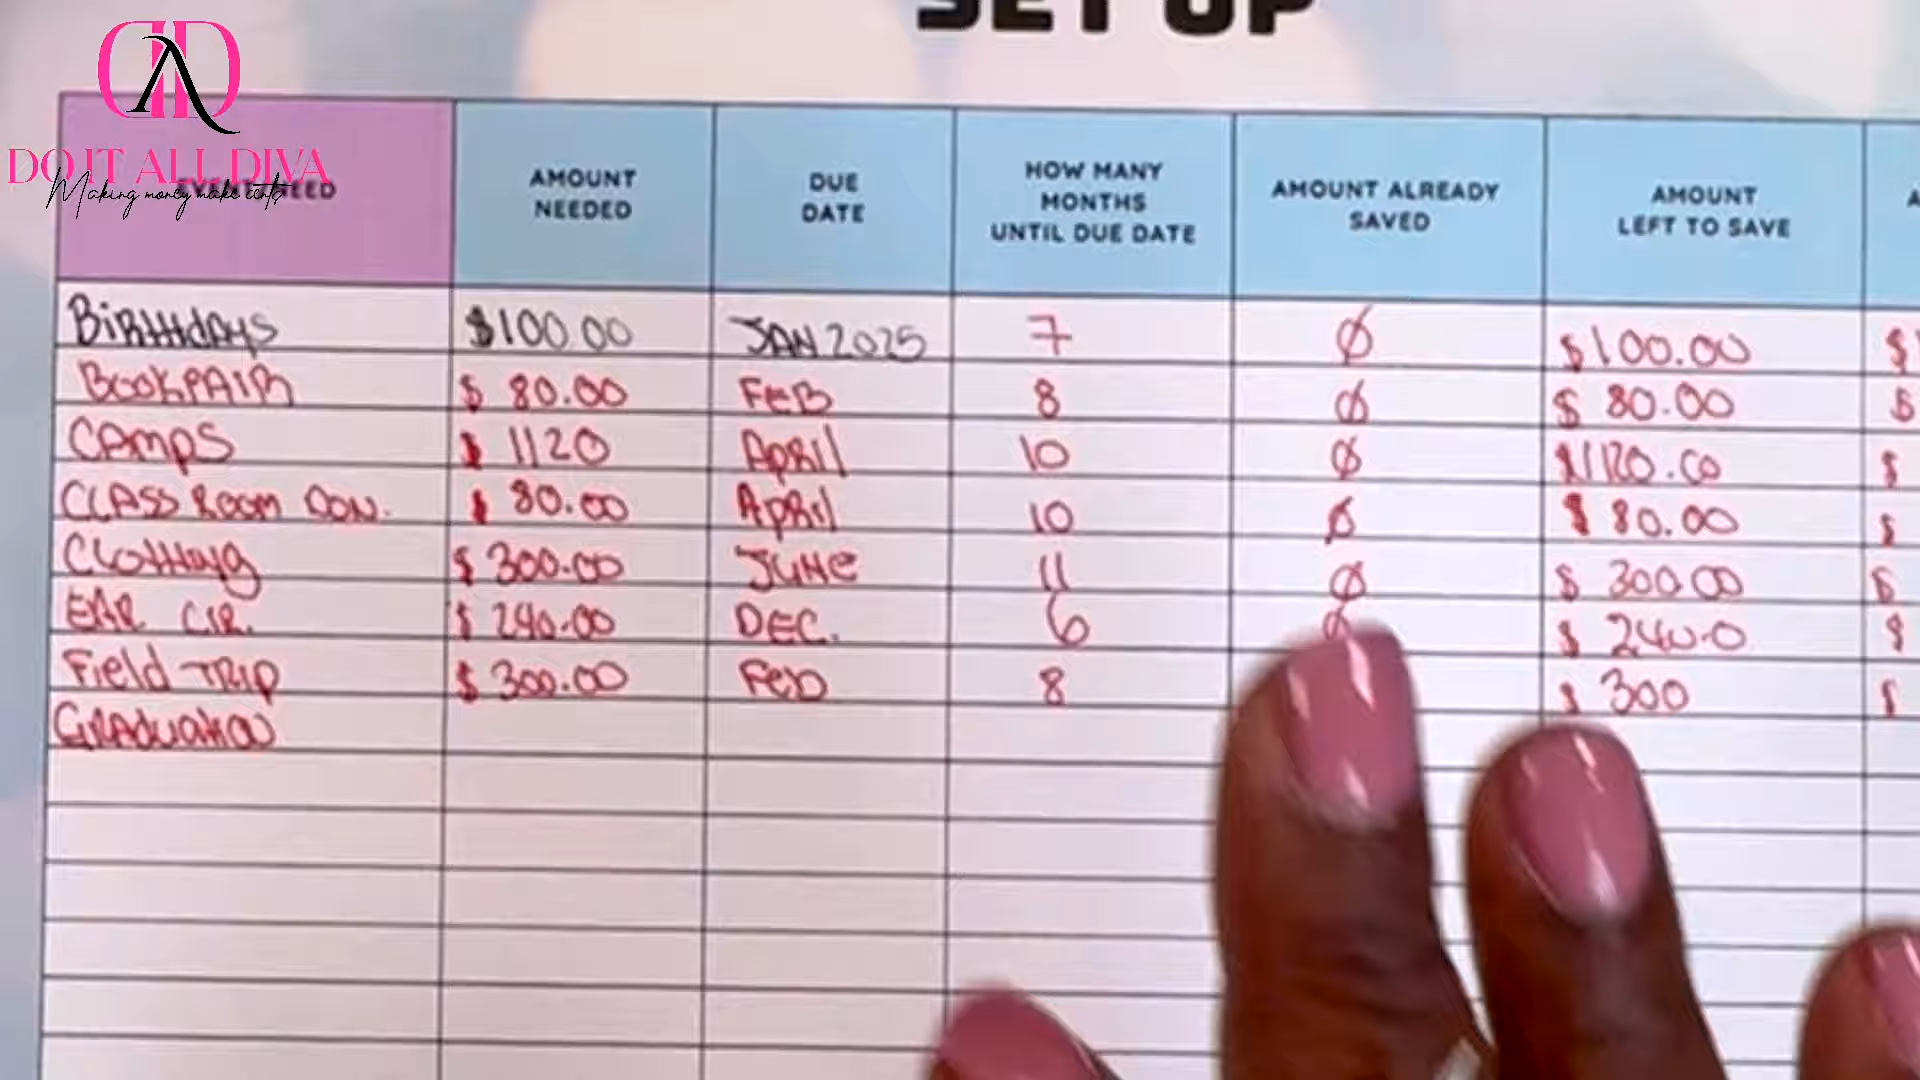 SET UP
DO IT ALL DIVA
Making money make cents
AMOUNT NEEDED
DUE DATE
HOW MANY MONTHS UNTIL DUE DATE
AMOUNT ALREADY SAVED
AMOUNT LEFT TO SAVE
BiRtHdAYS $100.00 JAN 2025 7 Ø $100.00 $
BOOKFAIR $ 80.00 FEB 8 Ø $ 80.00 $
CAMPS $ 1120 APRIL 10 Ø $1120.00 $
CLASS ROOM DON. $ 80.00 APRIL 10 Ø $ 80.00 $
Clothing $ 300.00 JUNE 11 Ø $ 300.00 $
EAR CIR. $ 240.00 DEC. 6 Ø $ 240.0 $
Field TRIP $ 300.00 Feb 8 $ 300 $
GRADUATION